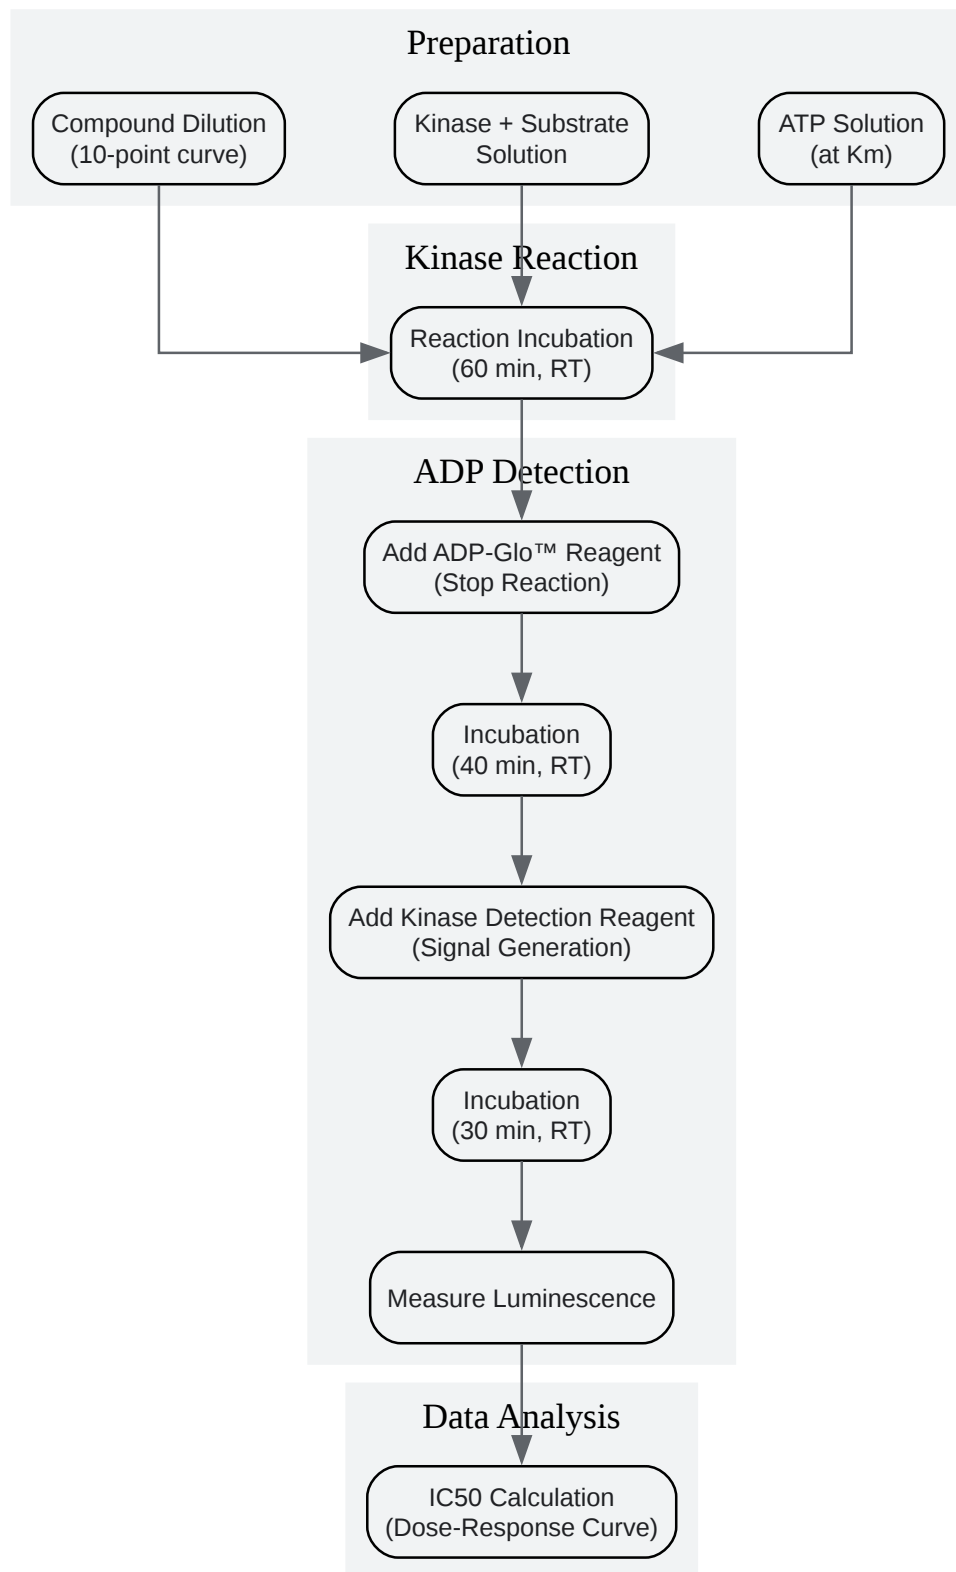 Preparation
Compound Dilution
(10-point curve)
Kinase + Substrate
Solution
ATP Solution
(at Km)
Kinase Reaction
Reaction Incubation
(60 min, RT)
ADP Detection
Add ADP-Glo™ Reagent
(Stop Reaction)
Incubation
(40 min, RT)
Add Kinase Detection Reagent
(Signal Generation)
Incubation
(30 min, RT)
Measure Luminescence
Data Analysis
IC50 Calculation
(Dose-Response Curve)